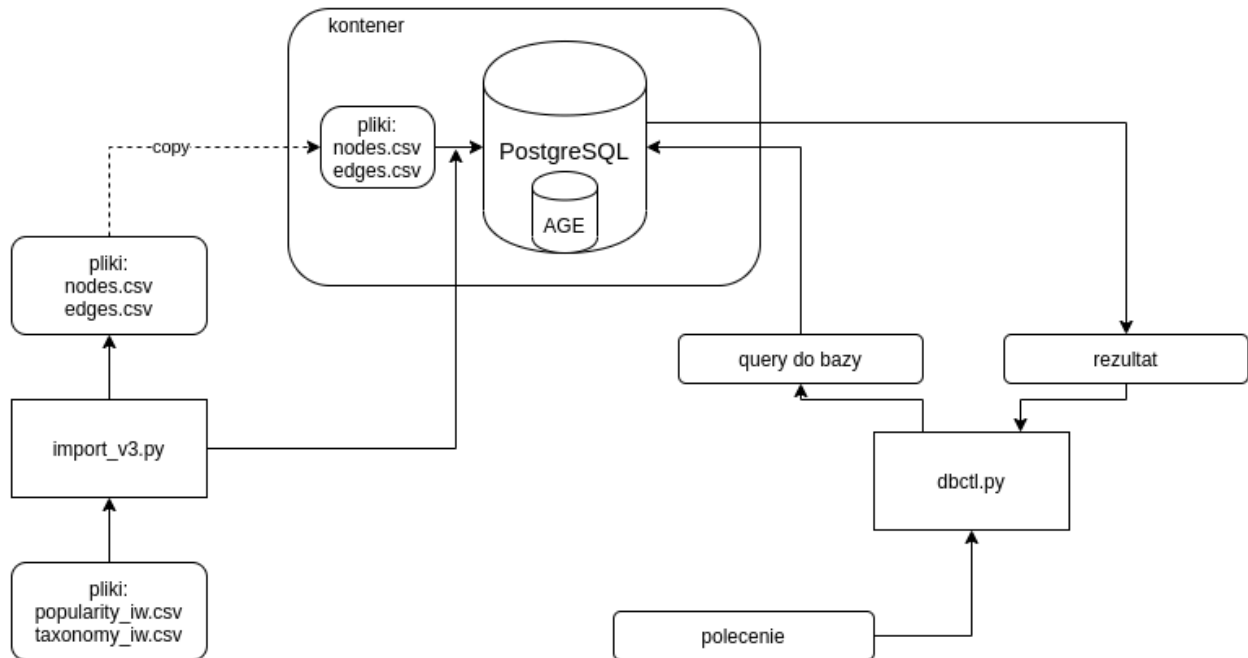 kontener
pliki:
nodes.csv
edges.csv
PostgreSQL
AGE
copy
pliki:
nodes.csv
edges.csv
query do bazy
rezultat
import_v3.py
dbctl.py
pliki:
popularity_iw.csv
taxonomy_iw.csv
polecenie